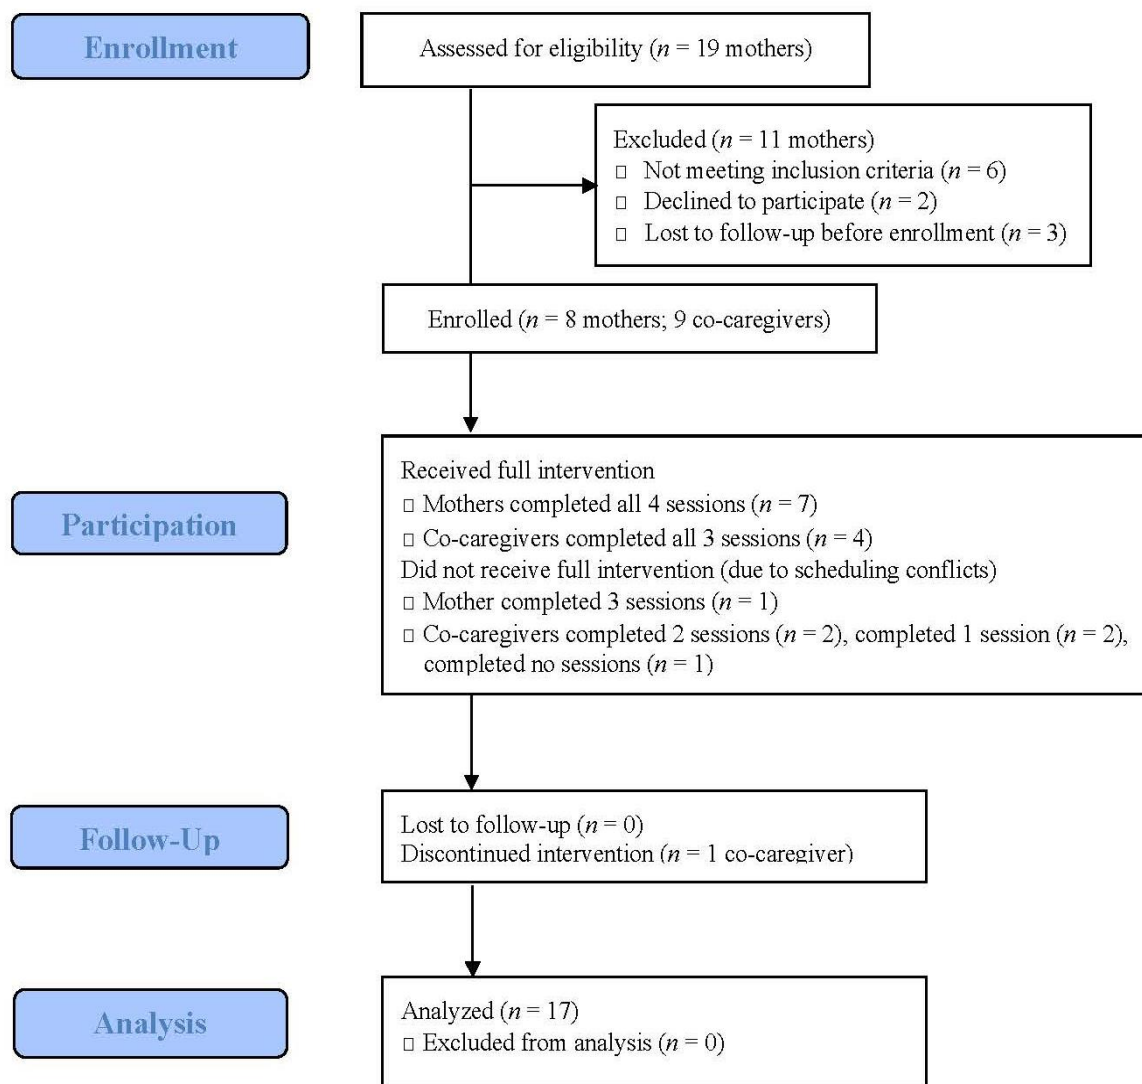 Enrollment
Assessed for eligibility (n = 19 mothers)
Excluded (n = 11 mothers)
□ Not meeting inclusion criteria (n = 6)
□ Declined to participate (n = 2)
□ Lost to follow-up before enrollment (n = 3)
Enrolled (n = 8 mothers; 9 co-caregivers)
Participation
Received full intervention
□ Mothers completed all 4 sessions (n = 7)
□ Co-caregivers completed all 3 sessions (n = 4)
Did not receive full intervention (due to scheduling conflicts)
□ Mother completed 3 sessions (n = 1)
□ Co-caregivers completed 2 sessions (n = 2), completed 1 session (n = 2),
completed no sessions (n = 1)
Follow-Up
Lost to follow-up (n = 0)
Discontinued intervention (n = 1 co-caregiver)
Analysis
Analyzed (n = 17)
□ Excluded from analysis (n = 0)